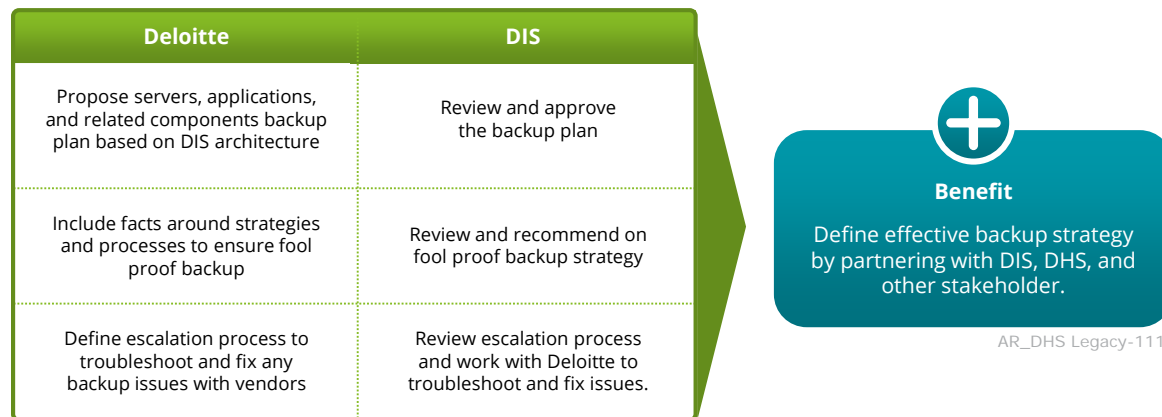 Deloitte
DIS
Propose servers, applications,
and related components backup
plan based on DIS architecture
Review and approve
the backup plan
Include facts around strategies
and processes to ensure fool
proof backup
Review and recommend on
fool proof backup strategy
Define escalation process to
troubleshoot and fix any
backup issues with vendors
Review escalation process
and work with Deloitte to
troubleshoot and fix issues.
Benefit
Define effective backup strategy
by partnering with DIS, DHS, and
other stakeholder.
AR_DHS Legacy-111